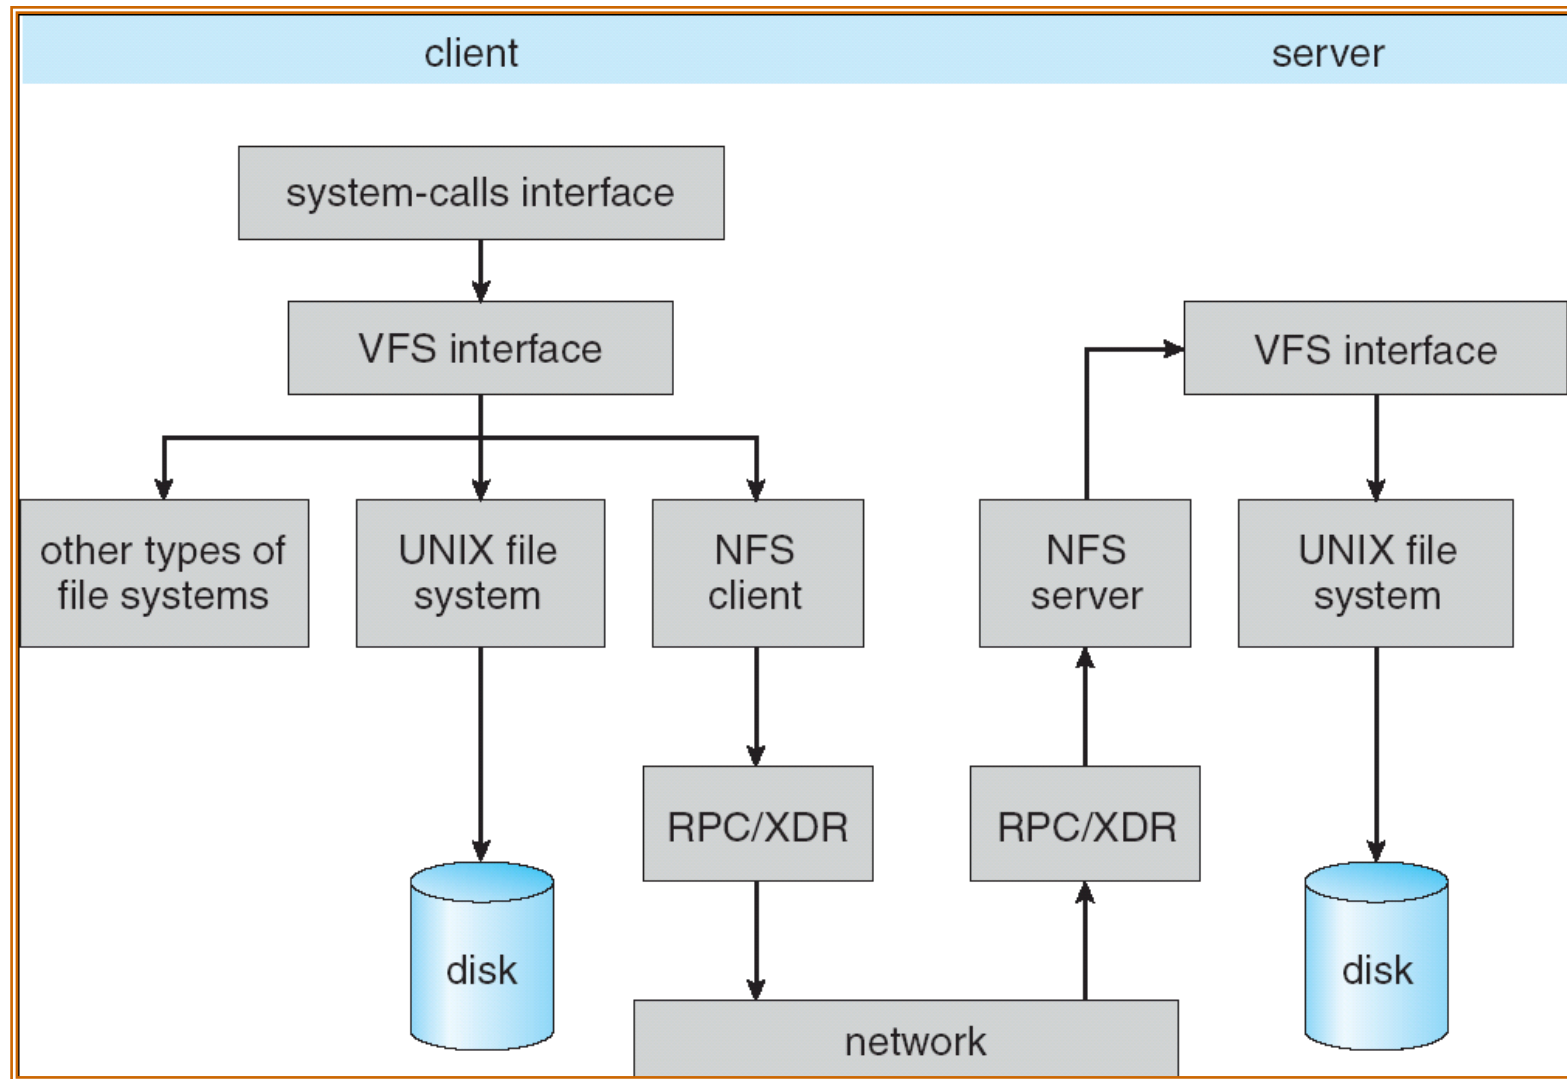 client
server
system-calls interface
VFS interface
VFS interface
other types of
file systems
UNIX file
system
NFS
client
NFS
server
UNIX file
system
RPC/XDR
RPC/XDR
disk
disk
network